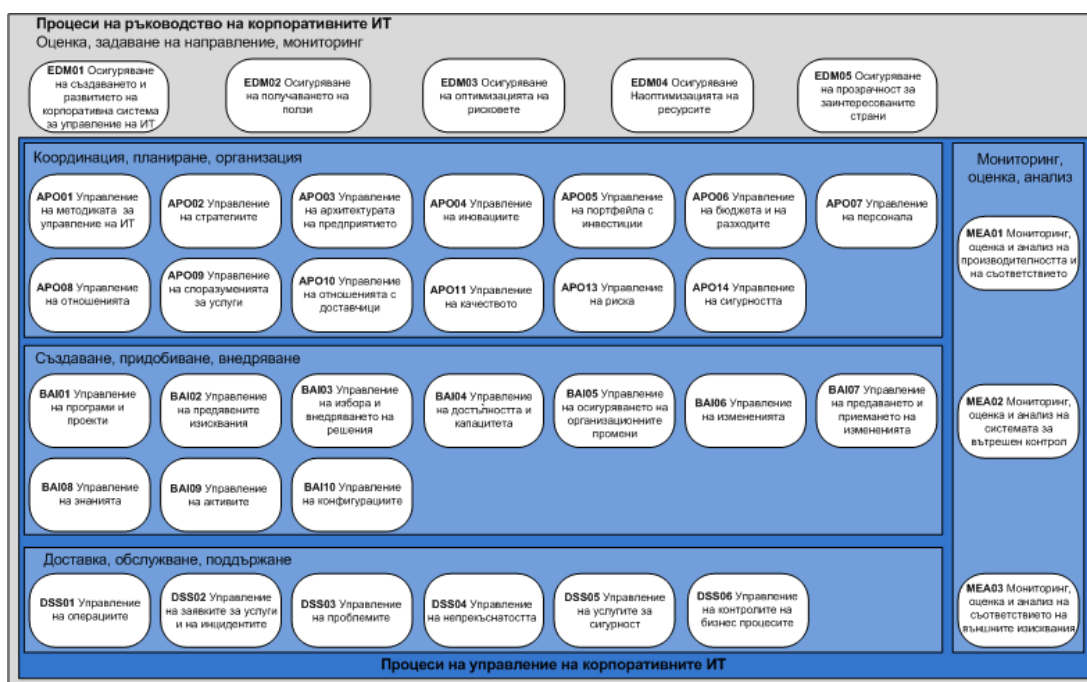 Процеси на ръководство на корпоративните ИТ
Оценка, задаване на направление, мониторинг
EDM01 Осигуряване
на създаването и
развитието на
корпоративна система
за управление на ИТ
EDM02 Осигуряване
на получаването на
ползи
EDM03 Осигуряване
на оптимизацията на
рисковете
EDM04 Осигуряване
Наоптимизацията на
ресурсите
EDM05 Осигуряване
на прозрачност за
заинтересованите
страни
Координация, планиране, организация
APO01 Управление
на методиката за
управление на ИТ
APO02 Управление
на стратегиите
APO03 Управление
на архитектурата
на предприятието
APO04 Управление
на иновациите
APO05 Управление
на портфейла с
инвестиции
APO06 Управление
на бюджета и на
разходите
APO07 Управление
на персонала
APO08 Управление
на отношенията
APO09 Управление
на споразуменията
за услуги
APO10 Управление
на отношенията с
доставчици
APO11 Управление
на качеството
APO13 Управление
на риска
APO14 Управление
на сигурността
Създаване, придобиване, внедряване
BAI01 Управление
на програми и
проекти
BAI02 Управление
на предявените
изисквания
BAI03 Управление
на избора и
внедряването на
решения
BAI04 Управление
на достъпността и
капацитета
BAI05 Управление
на осигуряването на
организационните
промени
BAI06 Управление
на измененията
BAI07 Управление
на предаването и
приемането на
измененията
BAI08 Управление
на знанията
BAI09 Управление
на активите
BAI10 Управление
на конфигурациите
Доставка, обслужване, поддържане
DSS01 Управление
на операциите
DSS02 Управление
на заявките за услуги
и на инцидентите
DSS03 Управление
на проблемите
DSS04 Управление
на непрекъснатостта
DSS05 Управление
на услугите за
сигурност
DSS06 Управление
на контролите на
бизнес процесите
Мониторинг,
оценка, анализ
MEA01 Мониторинг,
оценка и анализ на
производителността и
на съответствието
MEA02 Мониторинг,
оценка и анализ на
системата за
вътрешен контрол
MEA03 Мониторинг,
оценка и анализ на
съответствието на
външните изисквания
Процеси на управление на корпоративните ИТ